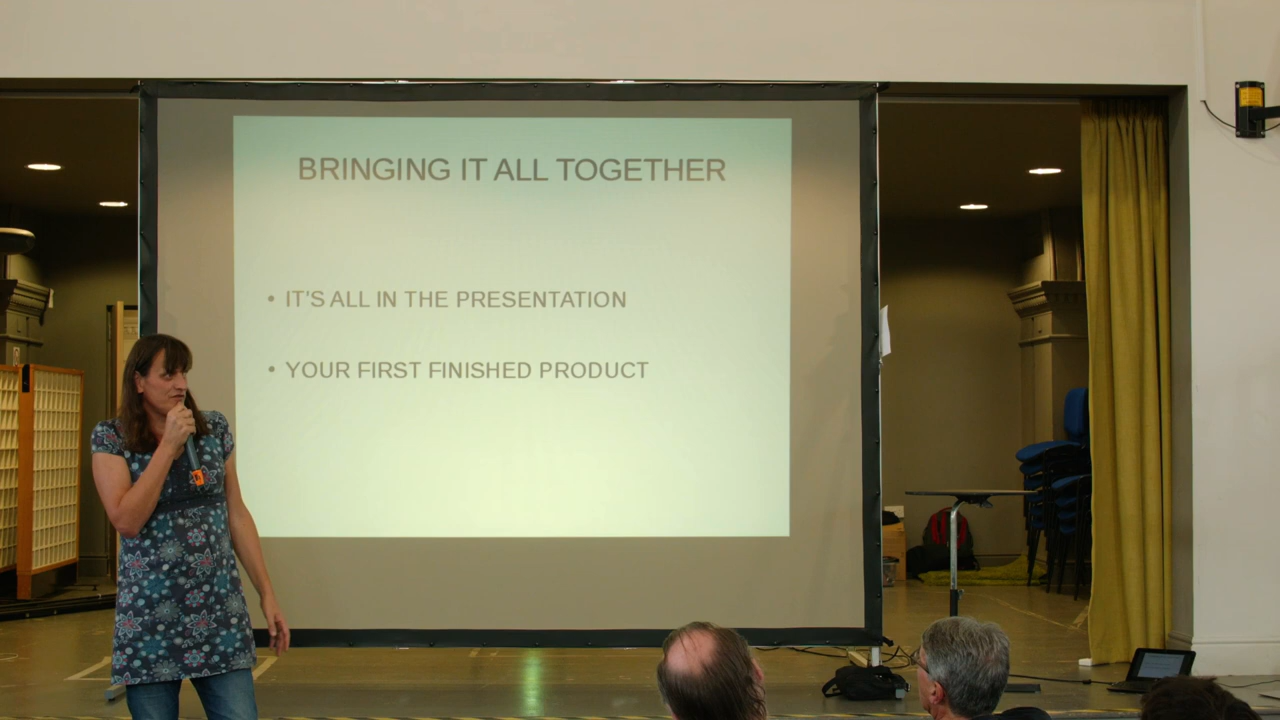 BRINGING IT ALL TOGETHER
• IT'S ALL IN THE PRESENTATION
• YOUR FIRST FINISHED PRODUCT